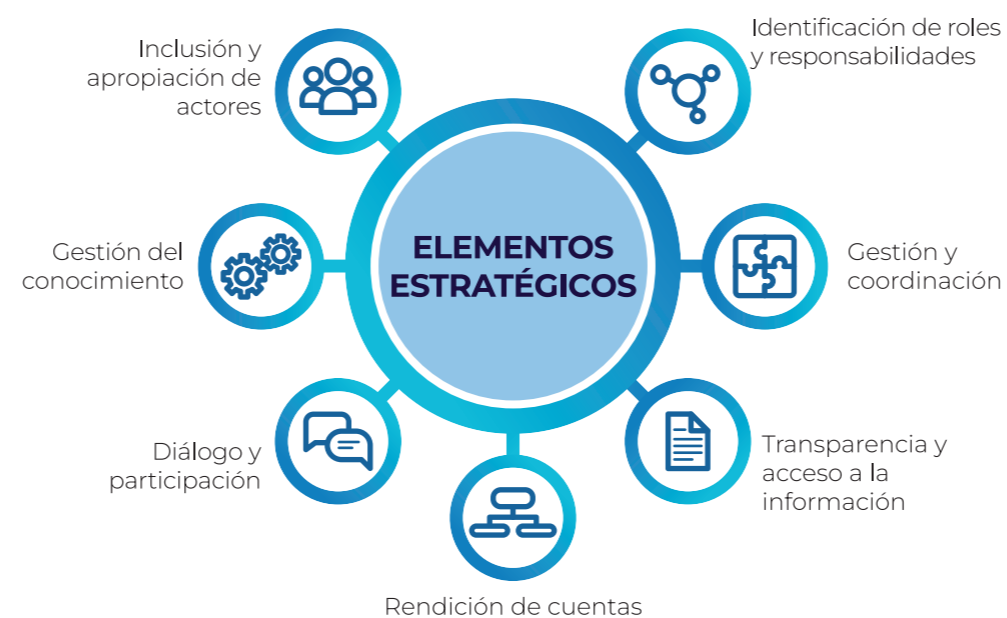 Inclusión y
apropiación de
actores
Identificación de roles
y responsabilidades
Gestión del
conocimiento
ELEMENTOS
ESTRATÉGICOS
Gestión y
coordinación
Diálogo y
participación
Transparencia y
acceso a la
información
Rendición de cuentas